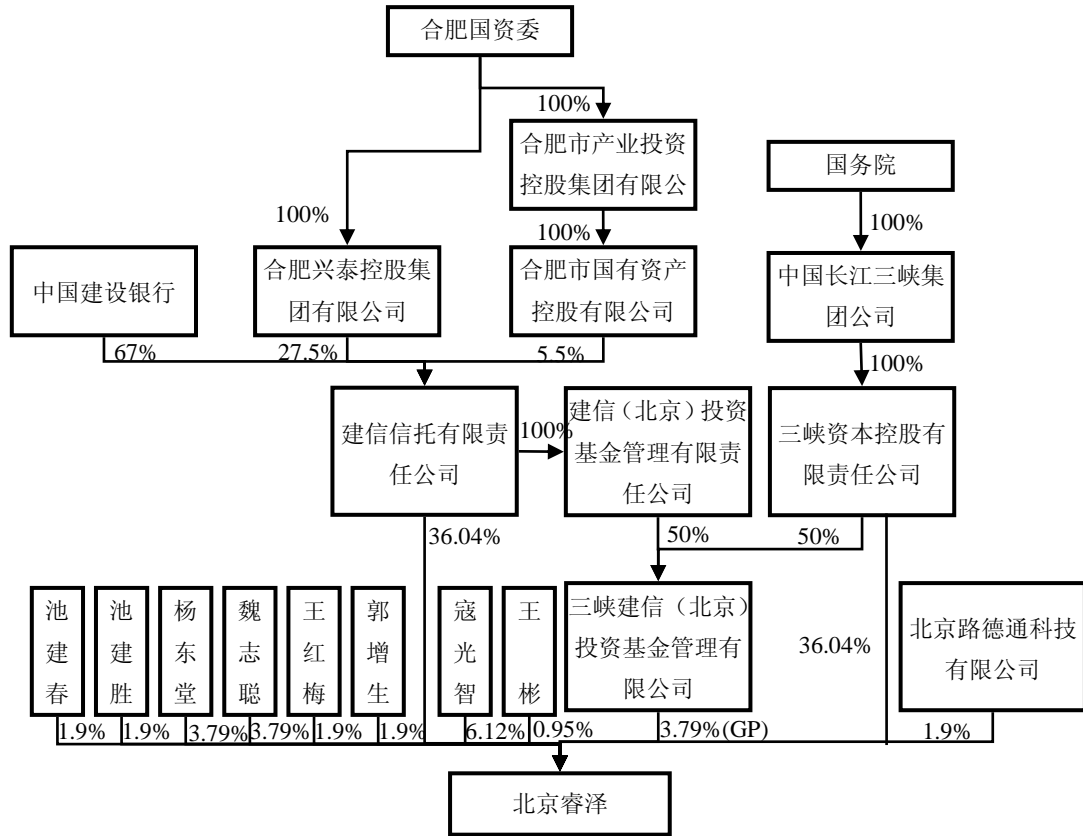 合肥国资委
100%
合肥市产业投资
控股集团有限公
国务院
100%
100%
100%
中国建设银行
合肥兴泰控股集
团有限公司
合肥市国有资产
控股有限公司
中国长江三峡集
团公司
67%
27.5%
5.5%
100%
建信信托有限责
任公司
100%
建信（北京）投资
基金管理有限责
任公司
三峡资本控股有
限责任公司
36.04%
50%
50%
池建春
池建胜
杨东堂
魏志聪
王红梅
郭增生
寇光智
王彬
三峡建信（北京）
投资基金管理有
限公司
36.04%
北京路德通科技
有限公司
1.9%
1.9%
3.79%
3.79%
1.9%
1.9%
6.12%
0.95%
3.79%(GP)
1.9%
北京睿泽